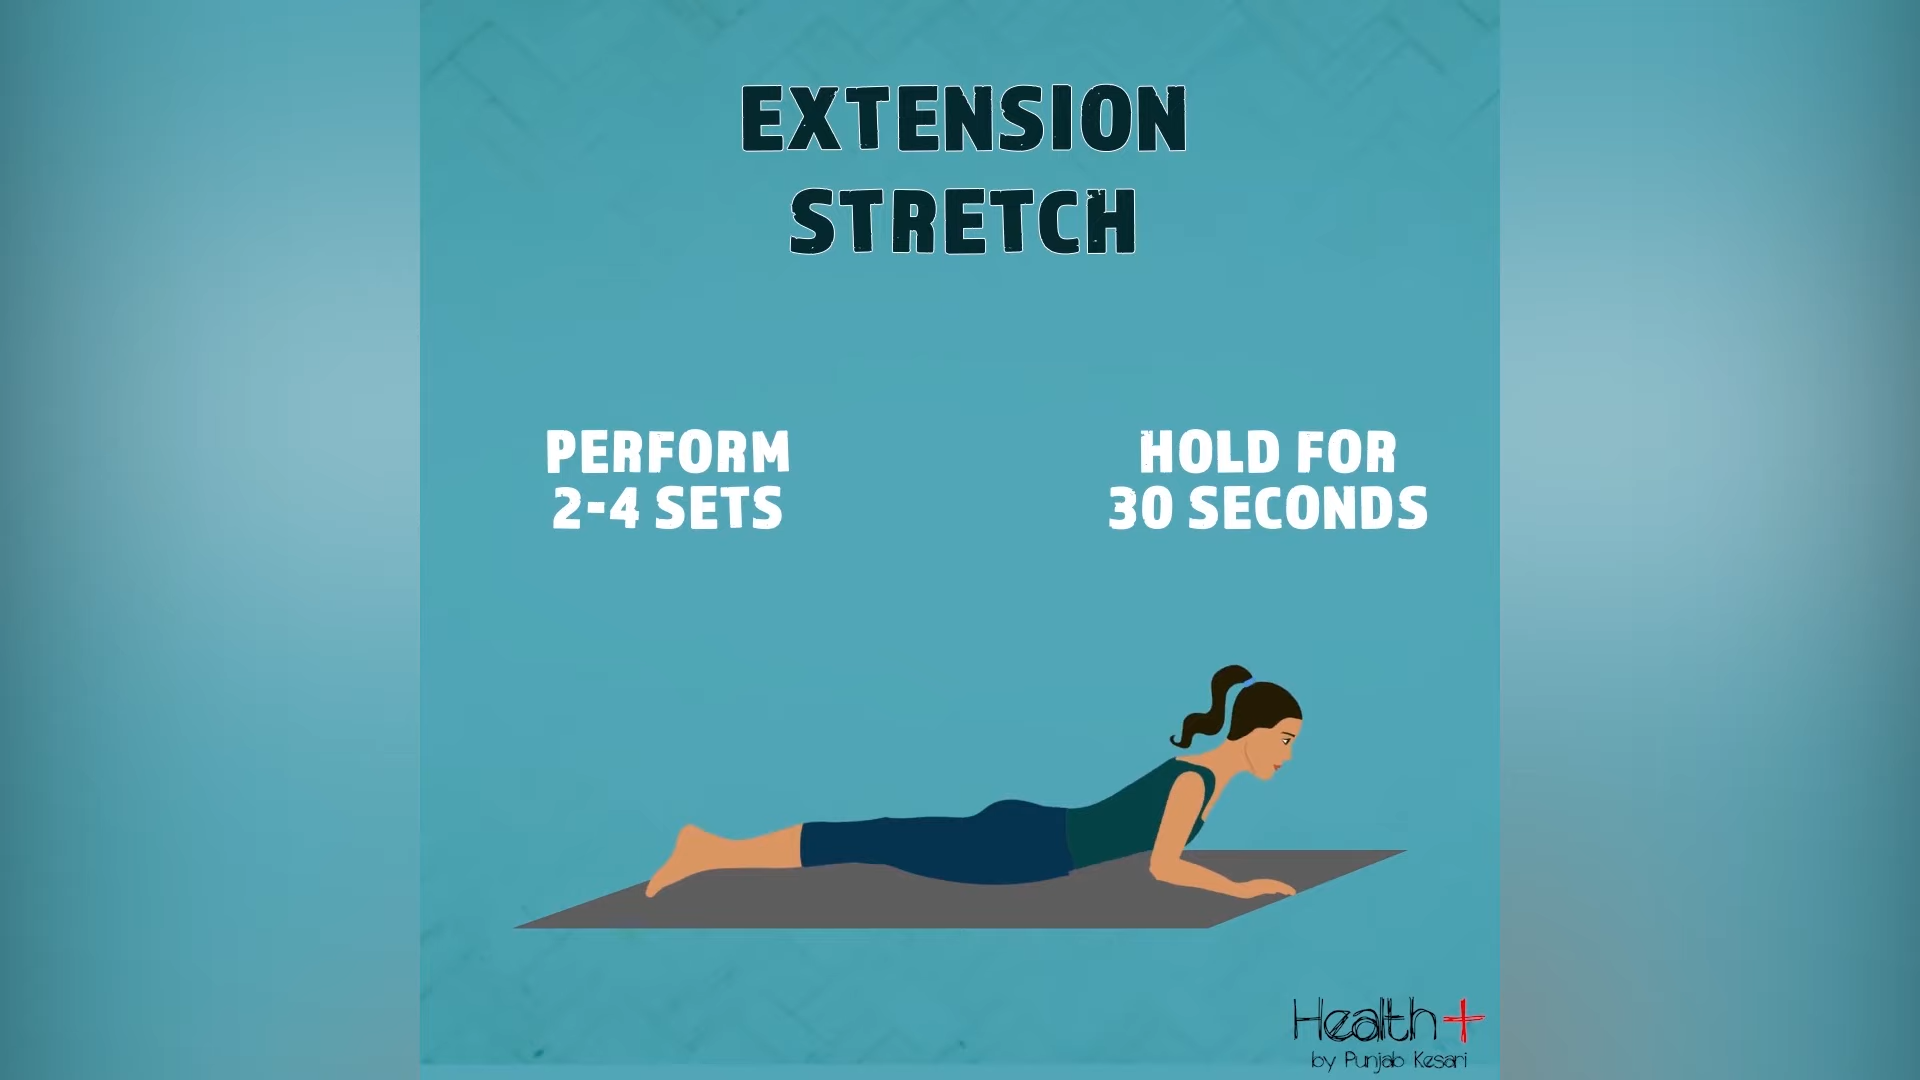 EXTENSION
STRETCH
PERFORM
2-4 SETS
HOLD FOR
30 SECONDS
Health+
by Punjab Kesari